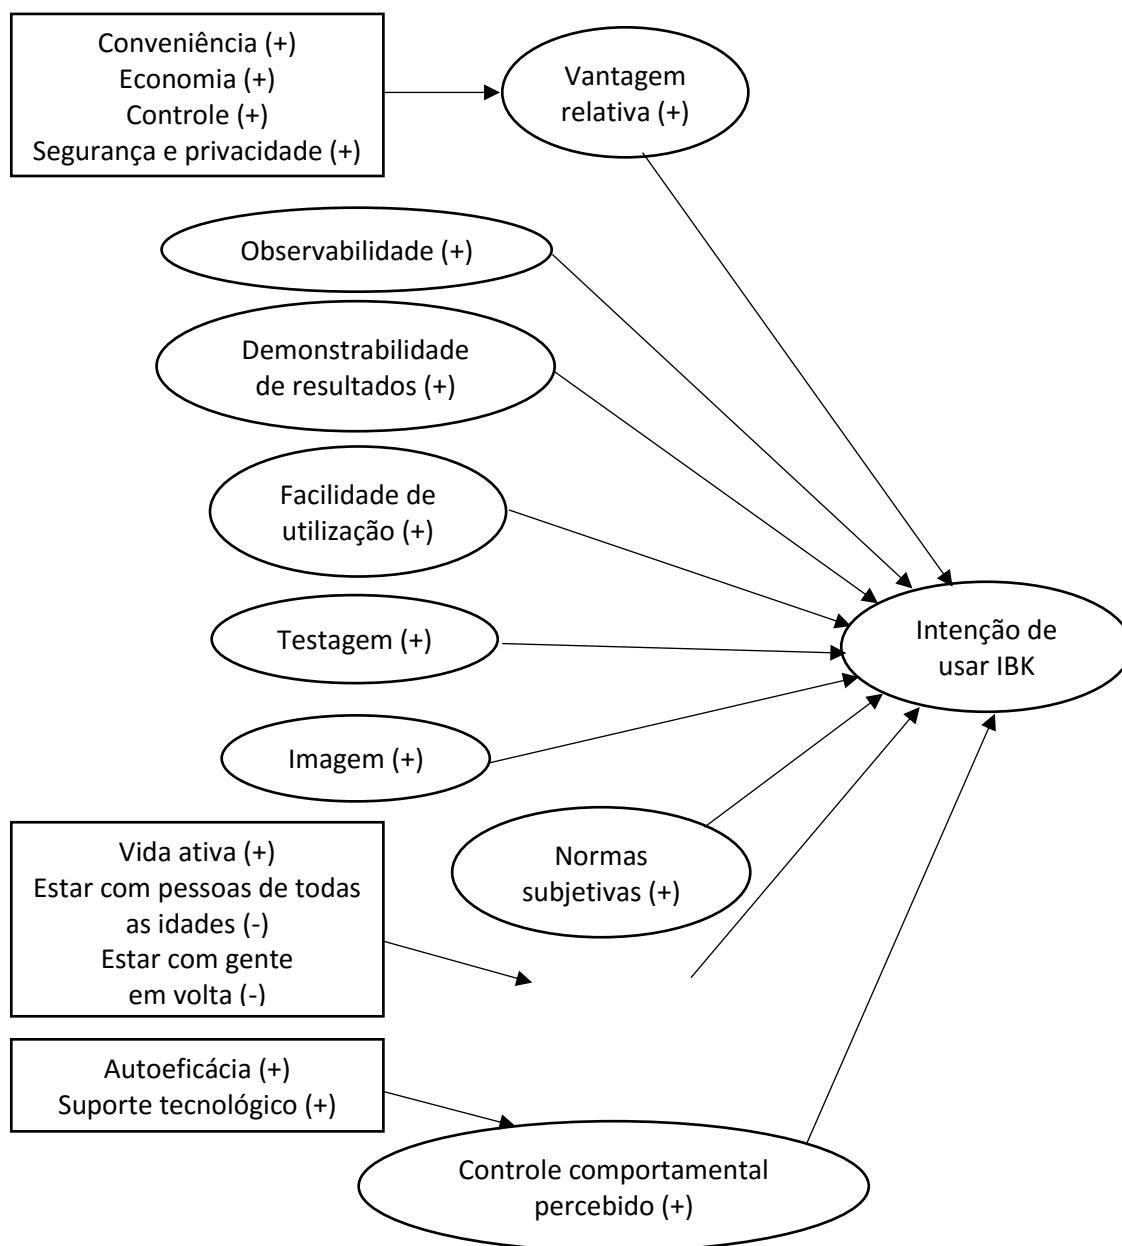 Conveniência (+)
Economia (+)
Controle (+)
Segurança e privacidade (+)
Vantagem
relativa (+)
Observabilidade (+)
Demonstrabilidade
de resultados (+)
Facilidade de
utilização (+)
Testagem (+)
Intenção de
usar IBK
Imagem (+)
Vida ativa (+)
Estar com pessoas de todas
as idades (-)
Estar com gente
em volta (-)
Normas
subjetivas (+)
Autoeficácia (+)
Suporte tecnológico (+)
Controle comportamental
percebido (+)